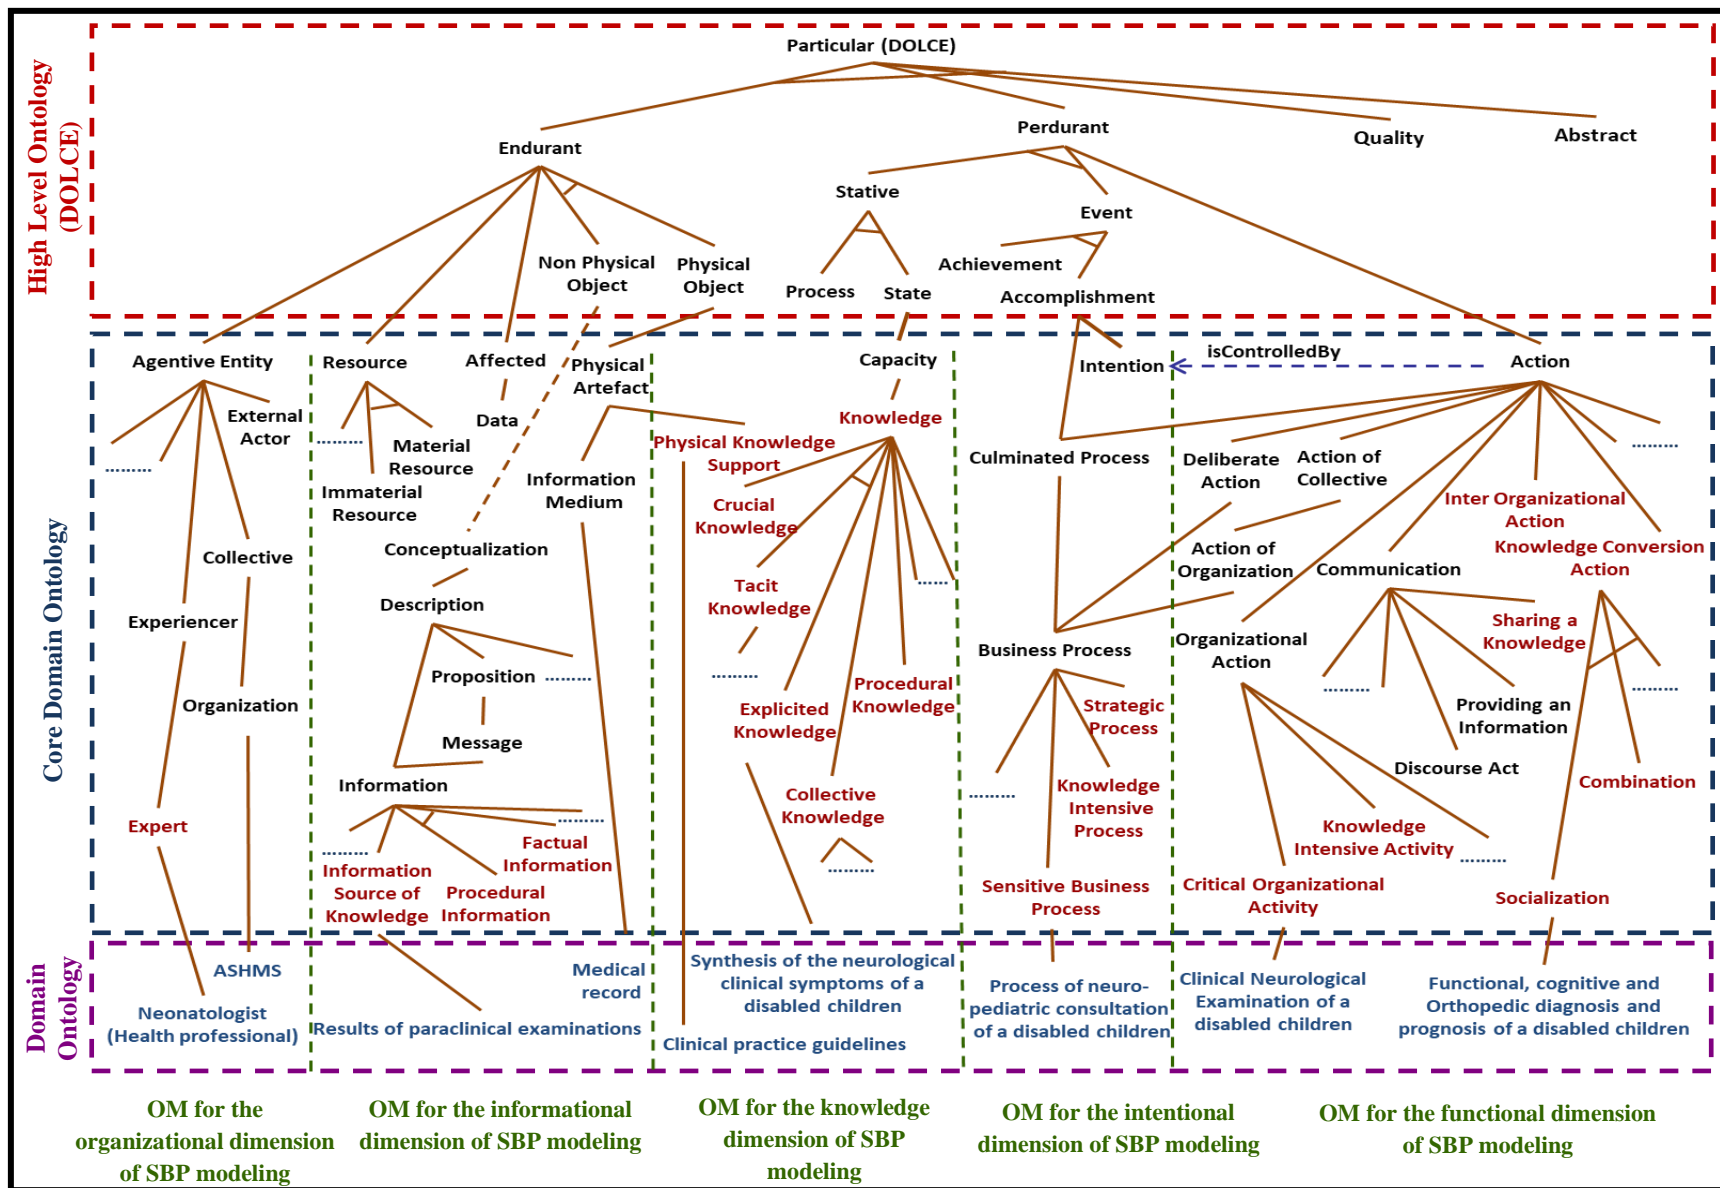 High Level Ontology
(DOLCE)
Particular (DOLCE)
Endurant
Perdurant
Quality
Abstract
Stative
Event
Non Physical
Object
Physical
Object
Process
State
Achievement
Accomplishment
Core Domain Ontology
Agentive Entity
Resource
Affected
Physical
Artefact
Capacity
Intention
isControlledBy
Action
External
Actor
.........
.........
Material
Resource
Immaterial
Resource
Data
Information
Medium
Physical Knowledge
Support
Knowledge
Crucial
Knowledge
Culminated Process
Deliberate
Action
Action of
Collective
.........
Inter Organizational
Action
Knowledge Conversion
Action
Collective
Conceptualization
Tacit
Knowledge
......
Action of
Organization
Communication
Experiencer
Description
Sharing a
Knowledge
Organizational
Action
Business Process
Organization
Proposition
.........
.........
Explicited
Knowledge
Procedural
Knowledge
Strategic
Process
.........
Providing an
Information
.........
Message
Information
Discourse Act
Combination
Collective
Knowledge
.........
Knowledge
Intensive
Process
.........
Knowledge
Intensive Activity
.........
Expert
.........
Factual
Information
.........
Information
Source of
Knowledge
Procedural
Information
Sensitive Business
Process
Critical Organizational
Activity
Socialization
Domain
Ontology
ASHMS
Neonatologist
(Health professional)
Medical
record
Results of paraclinical examinations
Synthesis of the neurological
clinical symptoms of a
disabled children
Clinical practice guidelines
Process of neuro-
pediatric consultation
of a disabled children
Clinical Neurological
Examination of a
disabled children
Functional, cognitive and
Orthopedic diagnosis and
prognosis of a disabled children
OM for the
organizational dimension
of SBP modeling
OM for the informational
dimension of SBP modeling
OM for the knowledge
dimension of SBP
modeling
OM for the intentional
dimension of SBP modeling
OM for the functional dimension
of SBP modeling